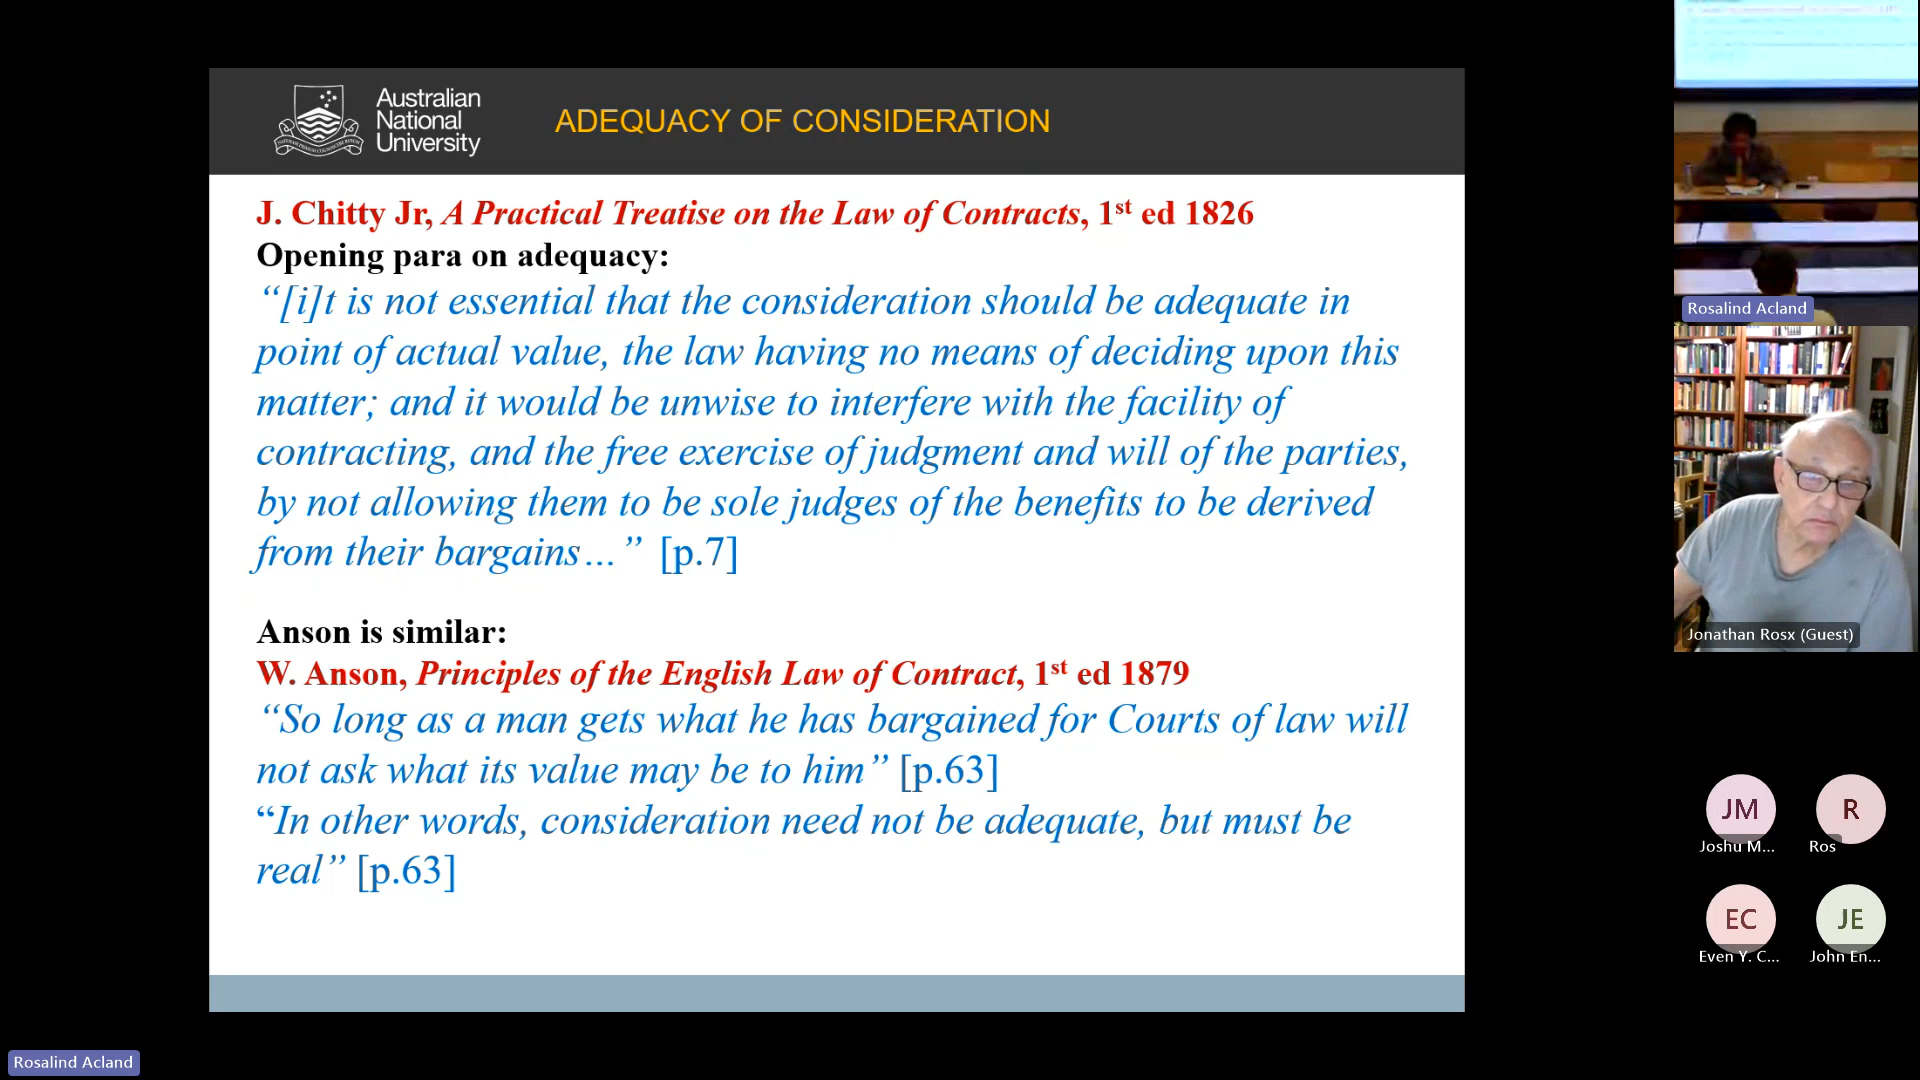 Australian
National
University
ADEQUACY OF CONSIDERATION
J. Chitty Jr, A Practical Treatise on the Law of Contracts, 1st ed 1826
Opening para on adequacy:
“[i]t is not essential that the consideration should be adequate in
point of actual value, the law having no means of deciding upon this
matter; and it would be unwise to interfere with the facility of
contracting, and the free exercise of judgment and will of the parties,
by not allowing them to be sole judges of the benefits to be derived
from their bargains…” [p.7]
Anson is similar:
W. Anson, Principles of the English Law of Contract, 1st ed 1879
“So long as a man gets what he has bargained for Courts of law will
not ask what its value may be to him” [p.63]
“In other words, consideration need not be adequate, but must be
real” [p.63]
Rosalind Acland
Jonathan Rosx (Guest)
JM
Joshu M...
R
Ros
EC
Even Y. C...
JE
John En...
Rosalind Acland